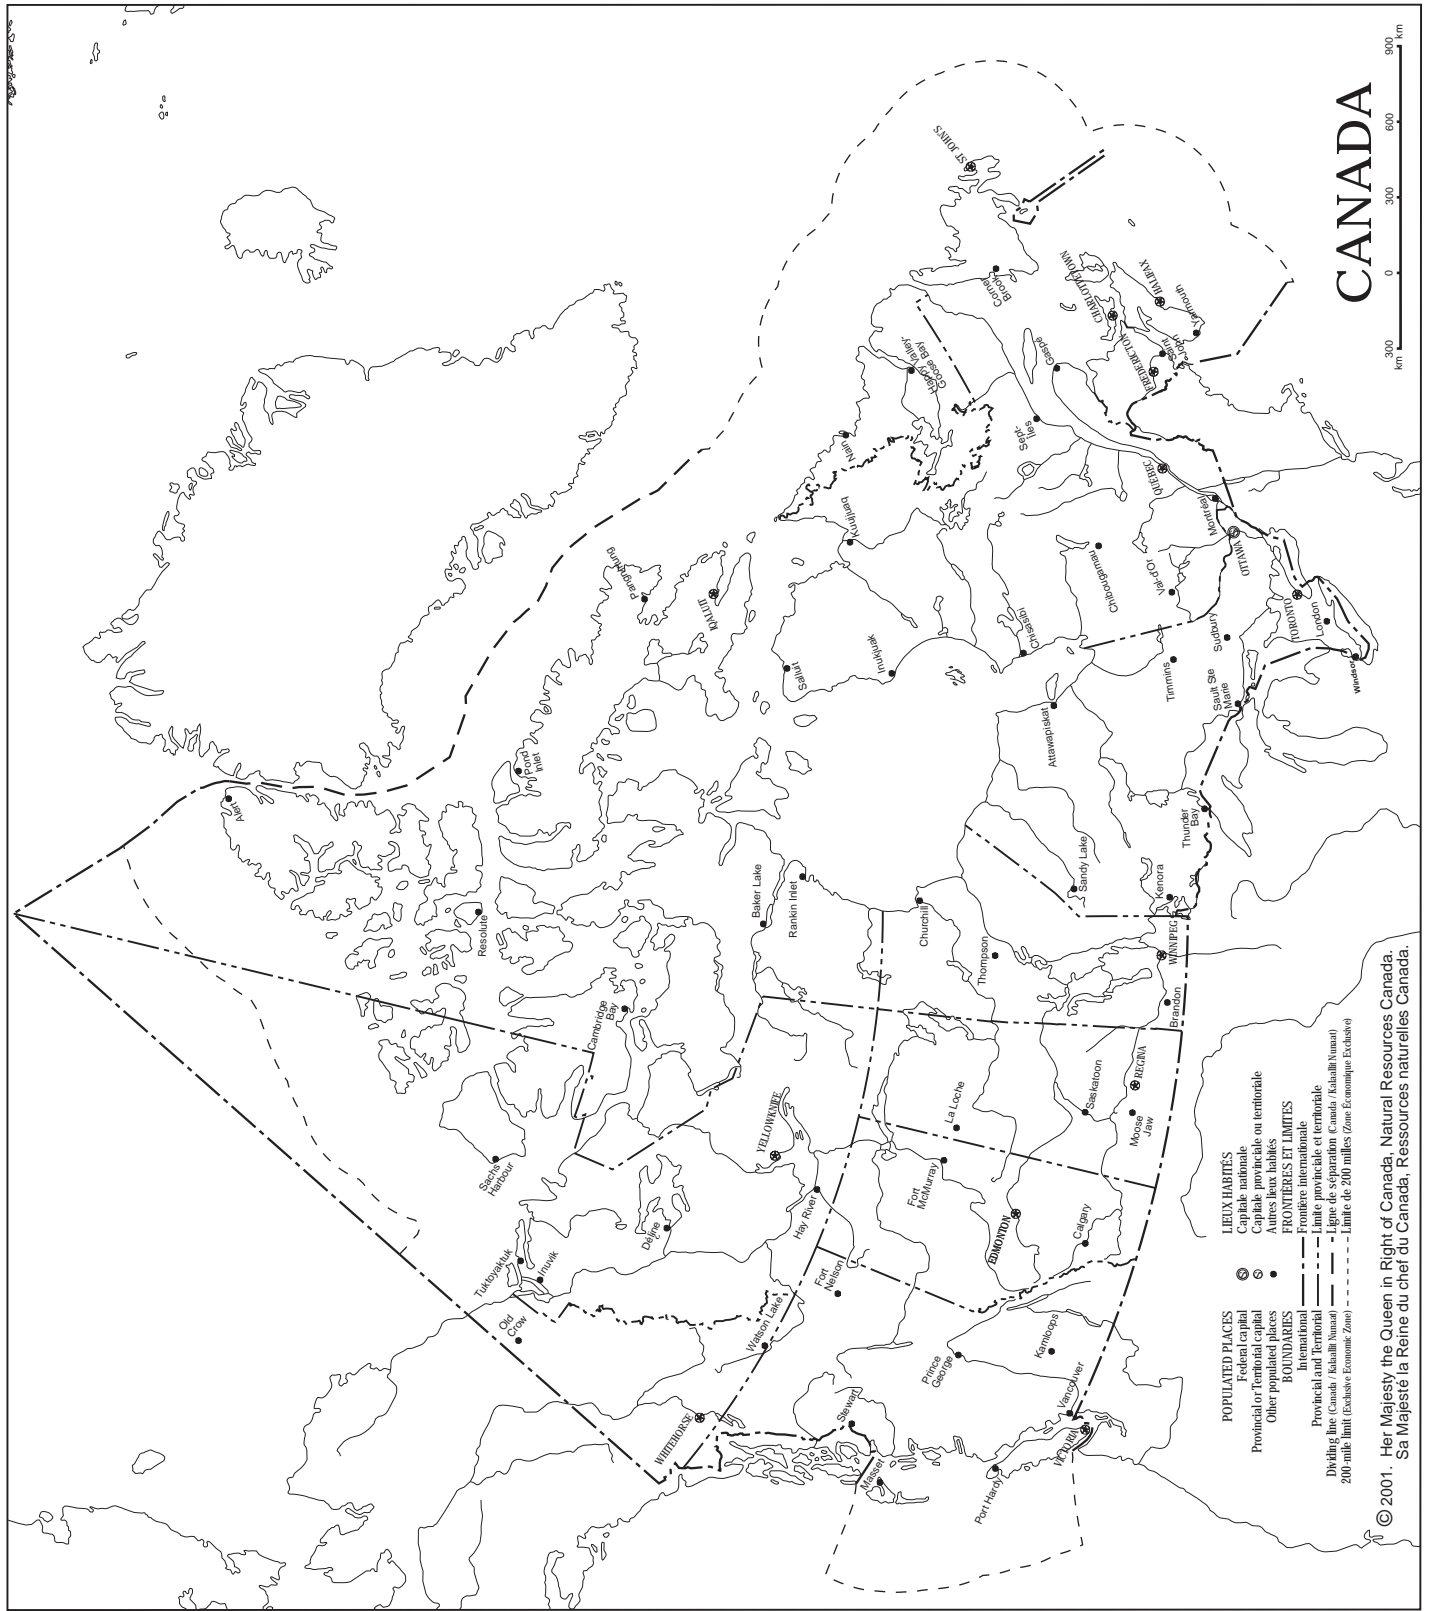 CANADA
300 0 300 600 900
km km
Alert
Resolute
Pond
Inlet
Pangnirtung
IQALUIT
Cambridge
Bay
Sachs
Harbour
Tuktoyaktuk
Inuvik
Old
Crow
Déline
YELLOWKNIFE
Hay River
WHITEHORSE
Watson Lake
Baker Lake
Rankin Inlet
Salluit
Inukjuak
Kuujjuaq
Nain
Happy Valley-
Goose Bay
Corner
Brook
ST JOHN'S
Fort
Nelson
Stewart
Masset
Port Hardy
Prince
George
Kamloops
Vancouver
VICTORIA
Fort
McMurray
EDMONTON
Calgary
La Loche
Saskatoon
Moose
Jaw
REGINA
Churchill
Thompson
Brandon
WINNIPEG
Kenora
Sandy Lake
Thunder
Bay
Attawapiskat
Timmins
Sault Ste
Marie
Sudbury
Windsor
London
TORONTO
OTTAWA
Chisasibi
Chibougamau
Val-d'Or
Montréal
QUÉBEC
Sept-
Îles
Gaspé
FREDERICTON
Saint
John
CHARLOTTETOWN
HALIFAX
Yarmouth
POPULATED PLACES LIEUX HABITÉS
Federal capital Capitale nationale
Provincial or Territorial capital Capitale provinciale ou territoriale
Other populated places Autres lieux habités
BOUNDARIES FRONTIÈRES ET LIMITES
International Frontière internationale
Provincial and Territorial Limite provinciale et territoriale
Dividing line (Canada / Kalaallit Nunaat) Ligne de séparation (Canada / Kalaallit Nunaat)
200-mile limit (Exclusive Economic Zone) Limite de 200 milles (Zone Économique Exclusive)
© 2001. Her Majesty the Queen in Right of Canada, Natural Resources Canada.
Sa Majesté la Reine du chef du Canada, Ressources naturelles Canada.